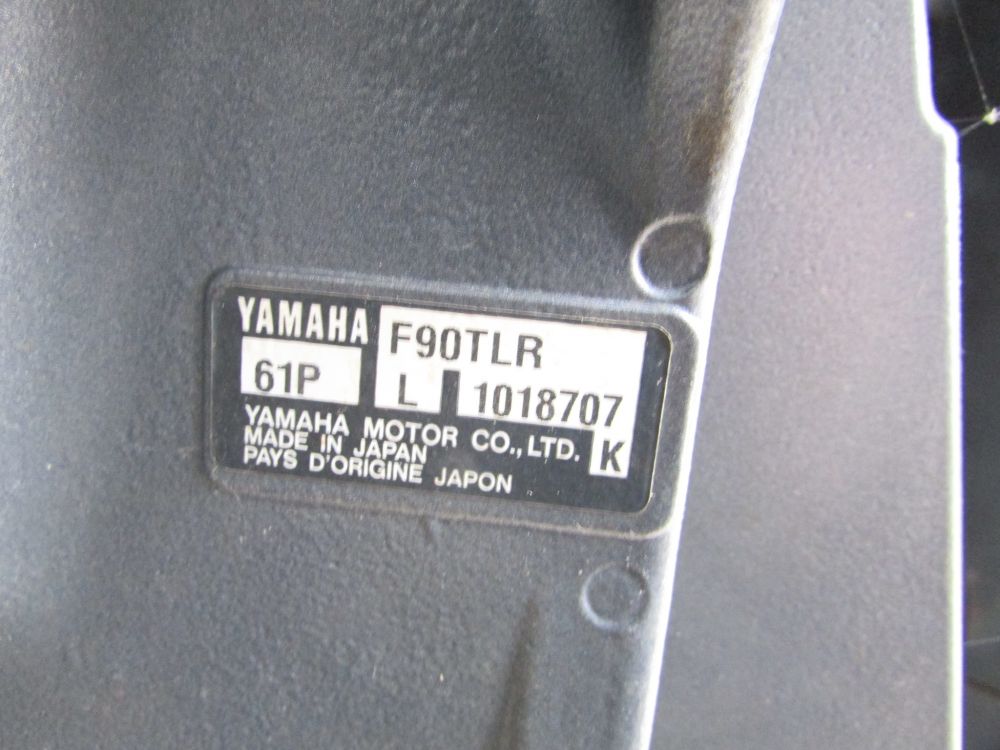 YAMAHA F90TLR
61P L 1018707
YAMAHA MOTOR CO., LTD. K
MADE IN JAPAN
PAYS D'ORIGINE JAPON